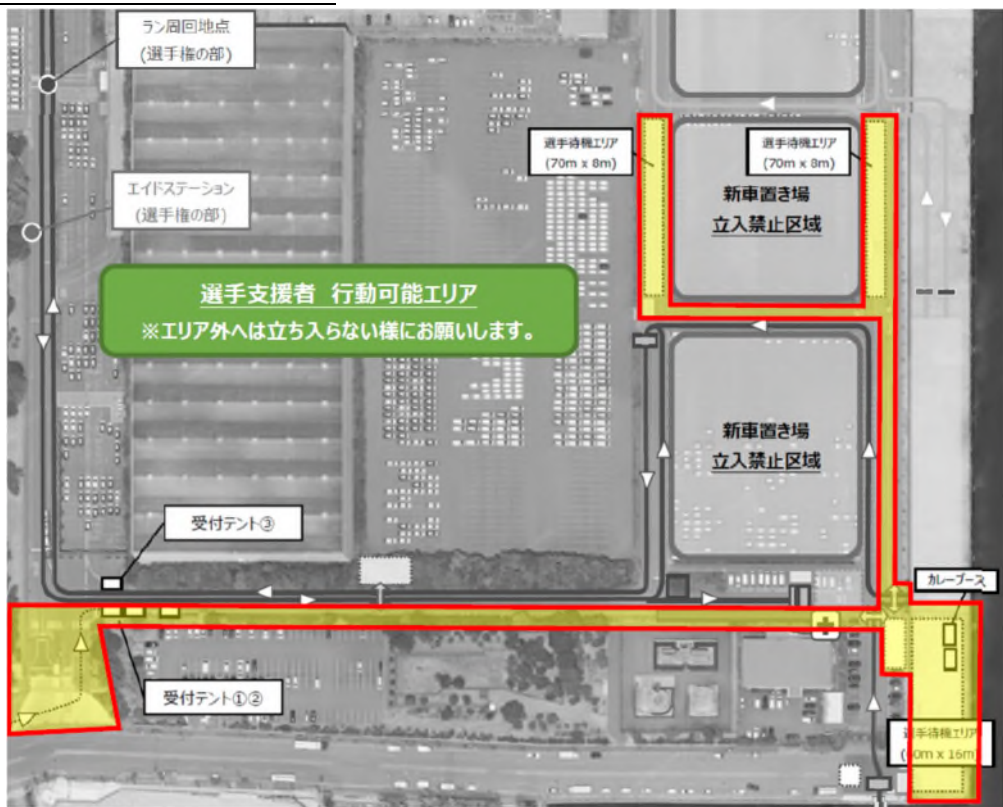 ラン周回地点
(選手権の部)
選手待機エリア
(70m x 8m)
選手待機エリア
(70m x 8m)
エイドステーション
(選手権の部)
新車置き場
立入禁止区域
選手支援者 行動可能エリア
※エリア外へは立ち入らない様にお願いします。
新車置き場
立入禁止区域
受付テント③
カレーブース
受付テント①②
選手待機エリア
(60m x 16m)